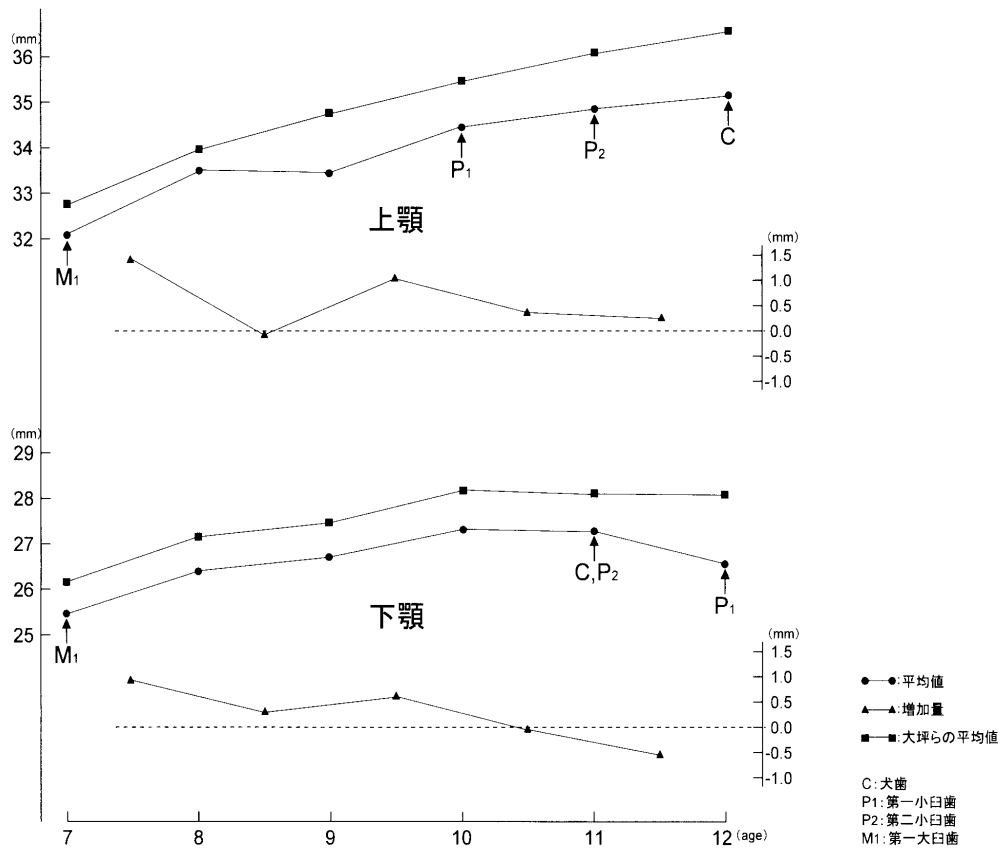 (mm)
36
35
34
33
32
M1
P1
P2
C
上顎
(mm)
1.5
1.0
0.5
0.0
-0.5
-1.0
(mm)
29
28
27
26
25
M1
C,P2
P1
下顎
(mm)
1.5
1.0
0.5
0.0
-0.5
-1.0
7 8 9 10 11 12 (age)
:平均値
:増加量
:大坪らの平均値
C:犬歯
P1:第一小臼歯
P2:第二小臼歯
M1:第一大臼歯